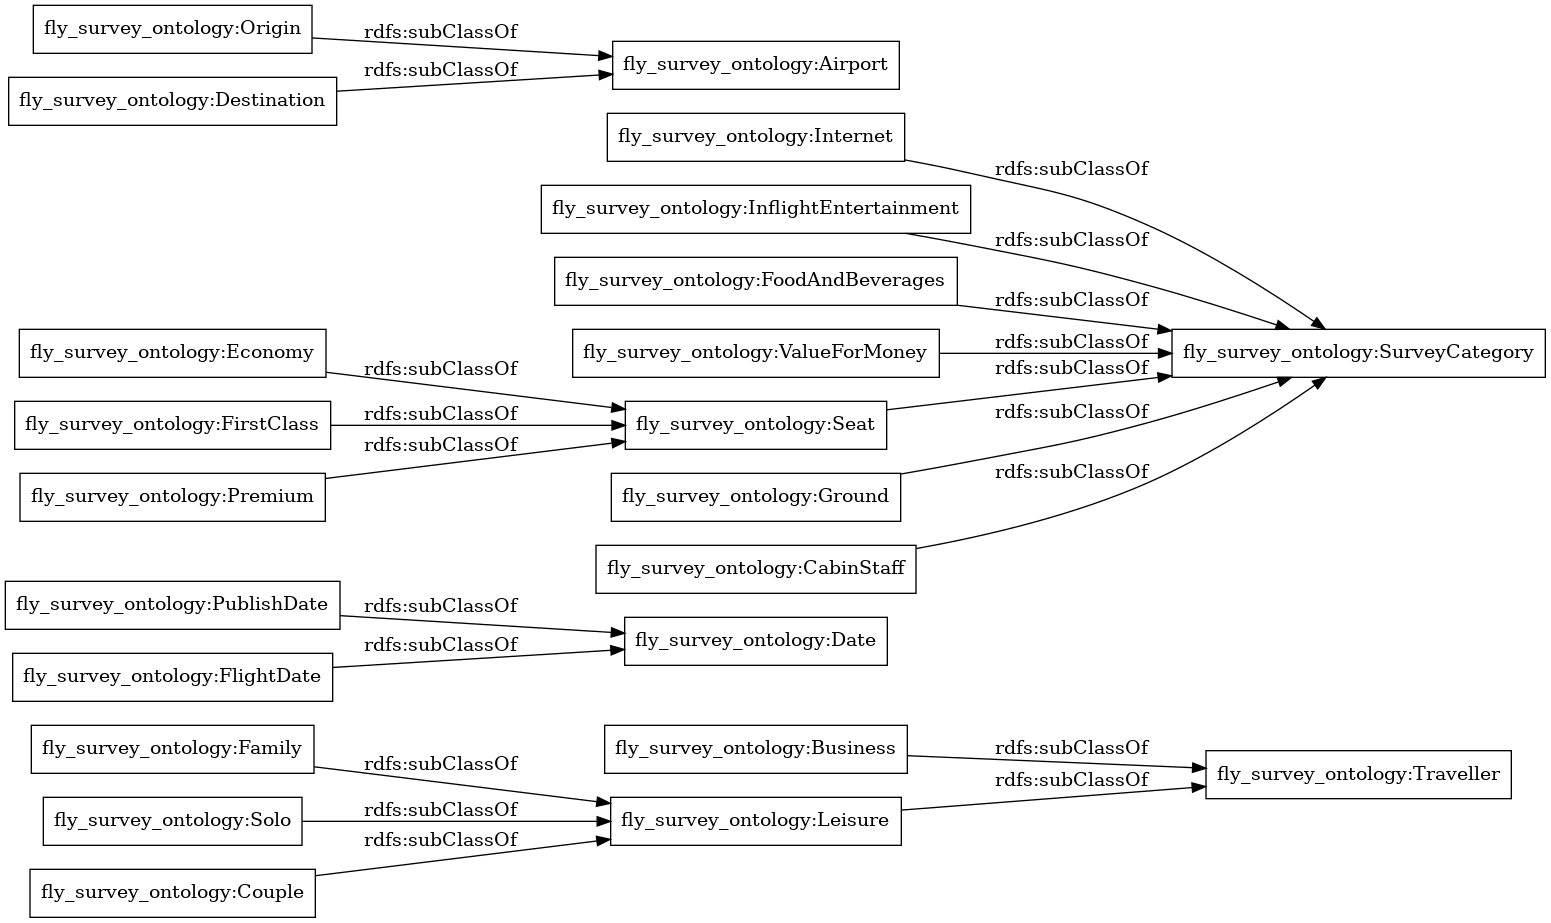 fly_survey_ontology:Origin
rdfs:subClassOf
fly_survey_ontology:Airport
fly_survey_ontology:Destination
rdfs:subClassOf
fly_survey_ontology:Internet
rdfs:subClassOf
fly_survey_ontology:InflightEntertainment
rdfs:subClassOf
fly_survey_ontology:FoodAndBeverages
rdfs:subClassOf
fly_survey_ontology:ValueForMoney
rdfs:subClassOf
fly_survey_ontology:SurveyCategory
fly_survey_ontology:Economy
rdfs:subClassOf
fly_survey_ontology:FirstClass
rdfs:subClassOf
fly_survey_ontology:Seat
rdfs:subClassOf
fly_survey_ontology:Premium
rdfs:subClassOf
fly_survey_ontology:Ground
rdfs:subClassOf
fly_survey_ontology:CabinStaff
rdfs:subClassOf
fly_survey_ontology:PublishDate
rdfs:subClassOf
fly_survey_ontology:Date
fly_survey_ontology:FlightDate
rdfs:subClassOf
fly_survey_ontology:Family
rdfs:subClassOf
fly_survey_ontology:Business
rdfs:subClassOf
fly_survey_ontology:Traveller
fly_survey_ontology:Solo
rdfs:subClassOf
fly_survey_ontology:Leisure
rdfs:subClassOf
fly_survey_ontology:Couple
rdfs:subClassOf